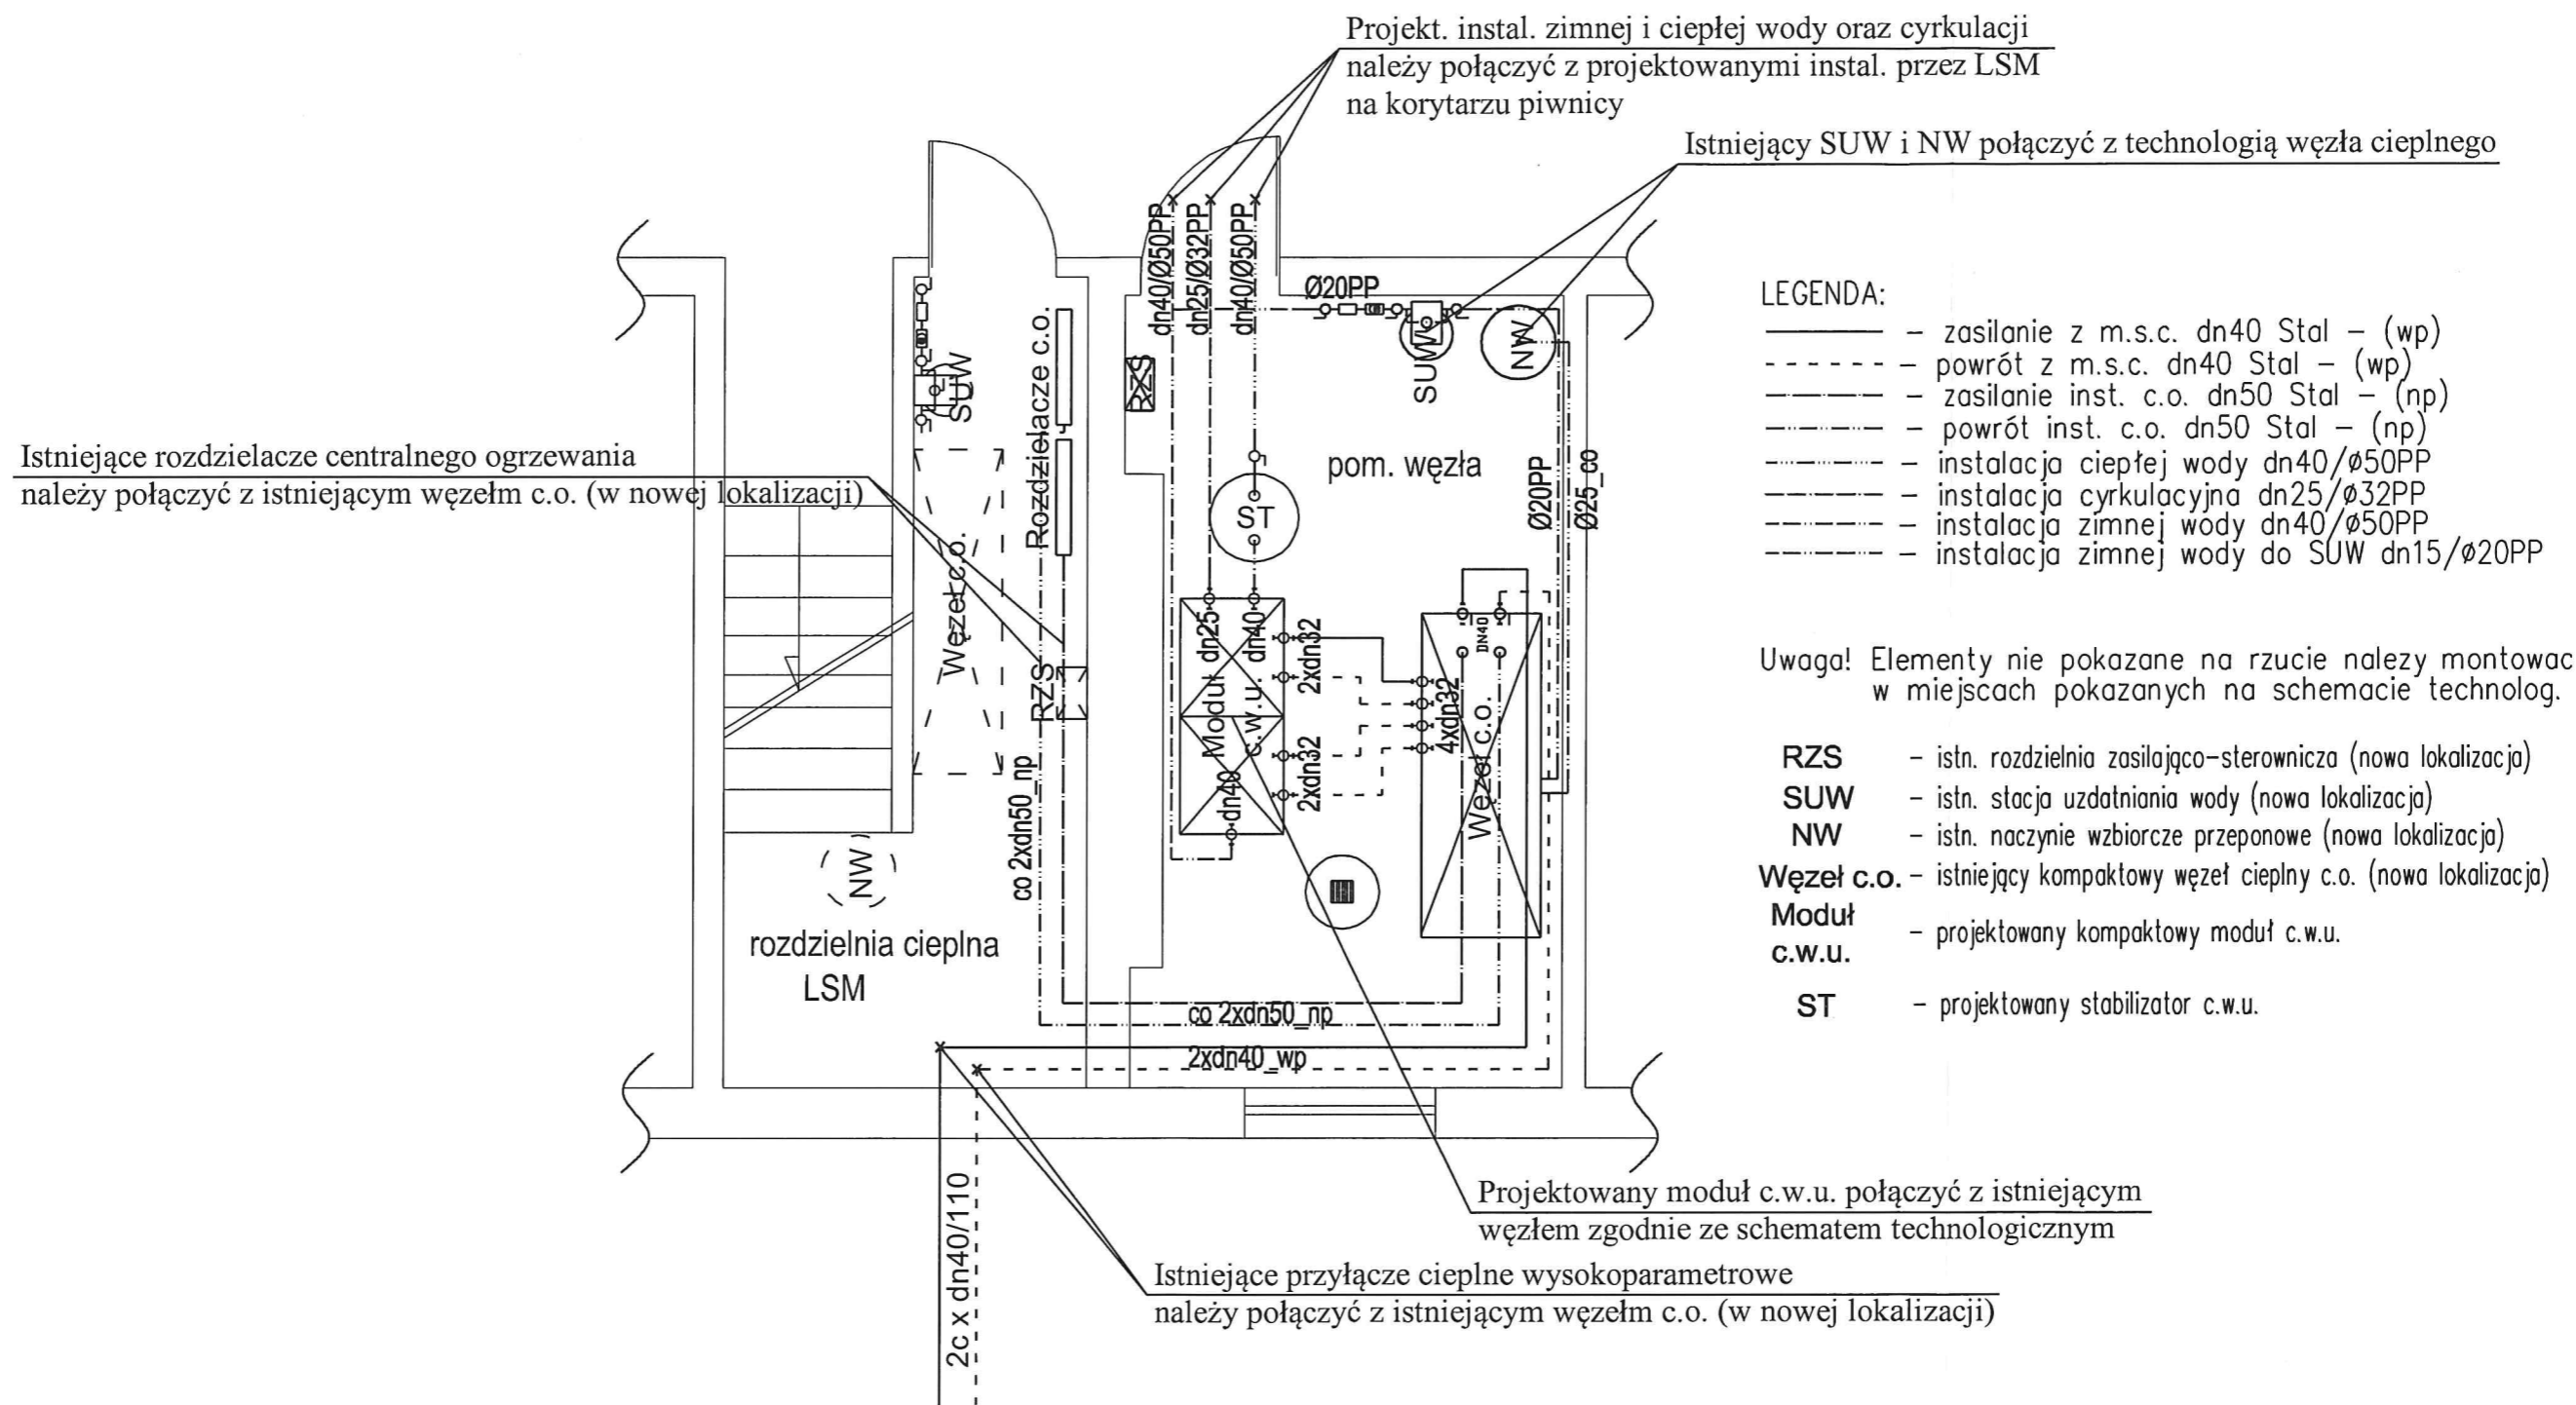 Projekt. instal. zimnej i ciepłej wody oraz cyrkulacji
należy połączyć z projektowanymi instal. przez LSM
na korytarzu piwnicy
Istniejący SUW i NW połączyć z technologią węzła cieplnego
Istniejące rozdzielacze centralnego ogrzewania
należy połączyć z istniejącym węzełm c.o. (w nowej lokalizacji)
dn40/Ø50PP
dn25/Ø32PP
dn40/Ø50PP
Ø20PP
SUW
NW
RZS
SUW
Rozdzielacze c.o.
Węzeł c.o.
RZS
co 2xdn50_np
NW
rozdzielnia cieplna
LSM
pom. węzła
ST
Ø20PP
Ø25_co
dn25
dn40
Moduł
c.w.u.
dn40
2xdn32
2xdn32
4xdn32
DN40
Węzeł c.o.
co 2xdn50_np
2xdn40_wp
2c x dn40/110
Projektowany moduł c.w.u. połączyć z istniejącym
węzłem zgodnie ze schematem technologicznym
Istniejące przyłącze cieplne wysokoparametrowe
należy połączyć z istniejącym węzełm c.o. (w nowej lokalizacji)
LEGENDA:
– zasilanie z m.s.c. dn40 Stal – (wp)
– powrót z m.s.c. dn40 Stal – (wp)
– zasilanie inst. c.o. dn50 Stal – (np)
– powrót inst. c.o. dn50 Stal – (np)
– instalacja ciepłej wody dn40/ø50PP
– instalacja cyrkulacyjna dn25/ø32PP
– instalacja zimnej wody dn40/ø50PP
– instalacja zimnej wody do SUW dn15/ø20PP
Uwaga! Elementy nie pokazane na rzucie nalezy montowac
w miejscach pokazanych na schemacie technolog.
RZS – istn. rozdzielnia zasilająco-sterownicza (nowa lokalizacja)
SUW – istn. stacja uzdatniania wody (nowa lokalizacja)
NW – istn. naczynie wzbiorcze przeponowe (nowa lokalizacja)
Węzeł c.o. – istniejący kompaktowy węzeł cieplny c.o. (nowa lokalizacja)
Moduł
c.w.u. – projektowany kompaktowy moduł c.w.u.
ST – projektowany stabilizator c.w.u.